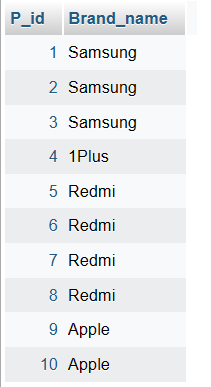 P_id Brand_name
1 Samsung
2 Samsung
3 Samsung
4 1Plus
5 Redmi
6 Redmi
7 Redmi
8 Redmi
9 Apple
10 Apple